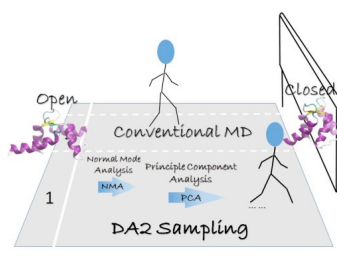 Closed
Open
Conventional MD
Normal Mode
Analysis
NMA
Principle Component
Analysis
PCA
... ...
1
DA2 Sampling